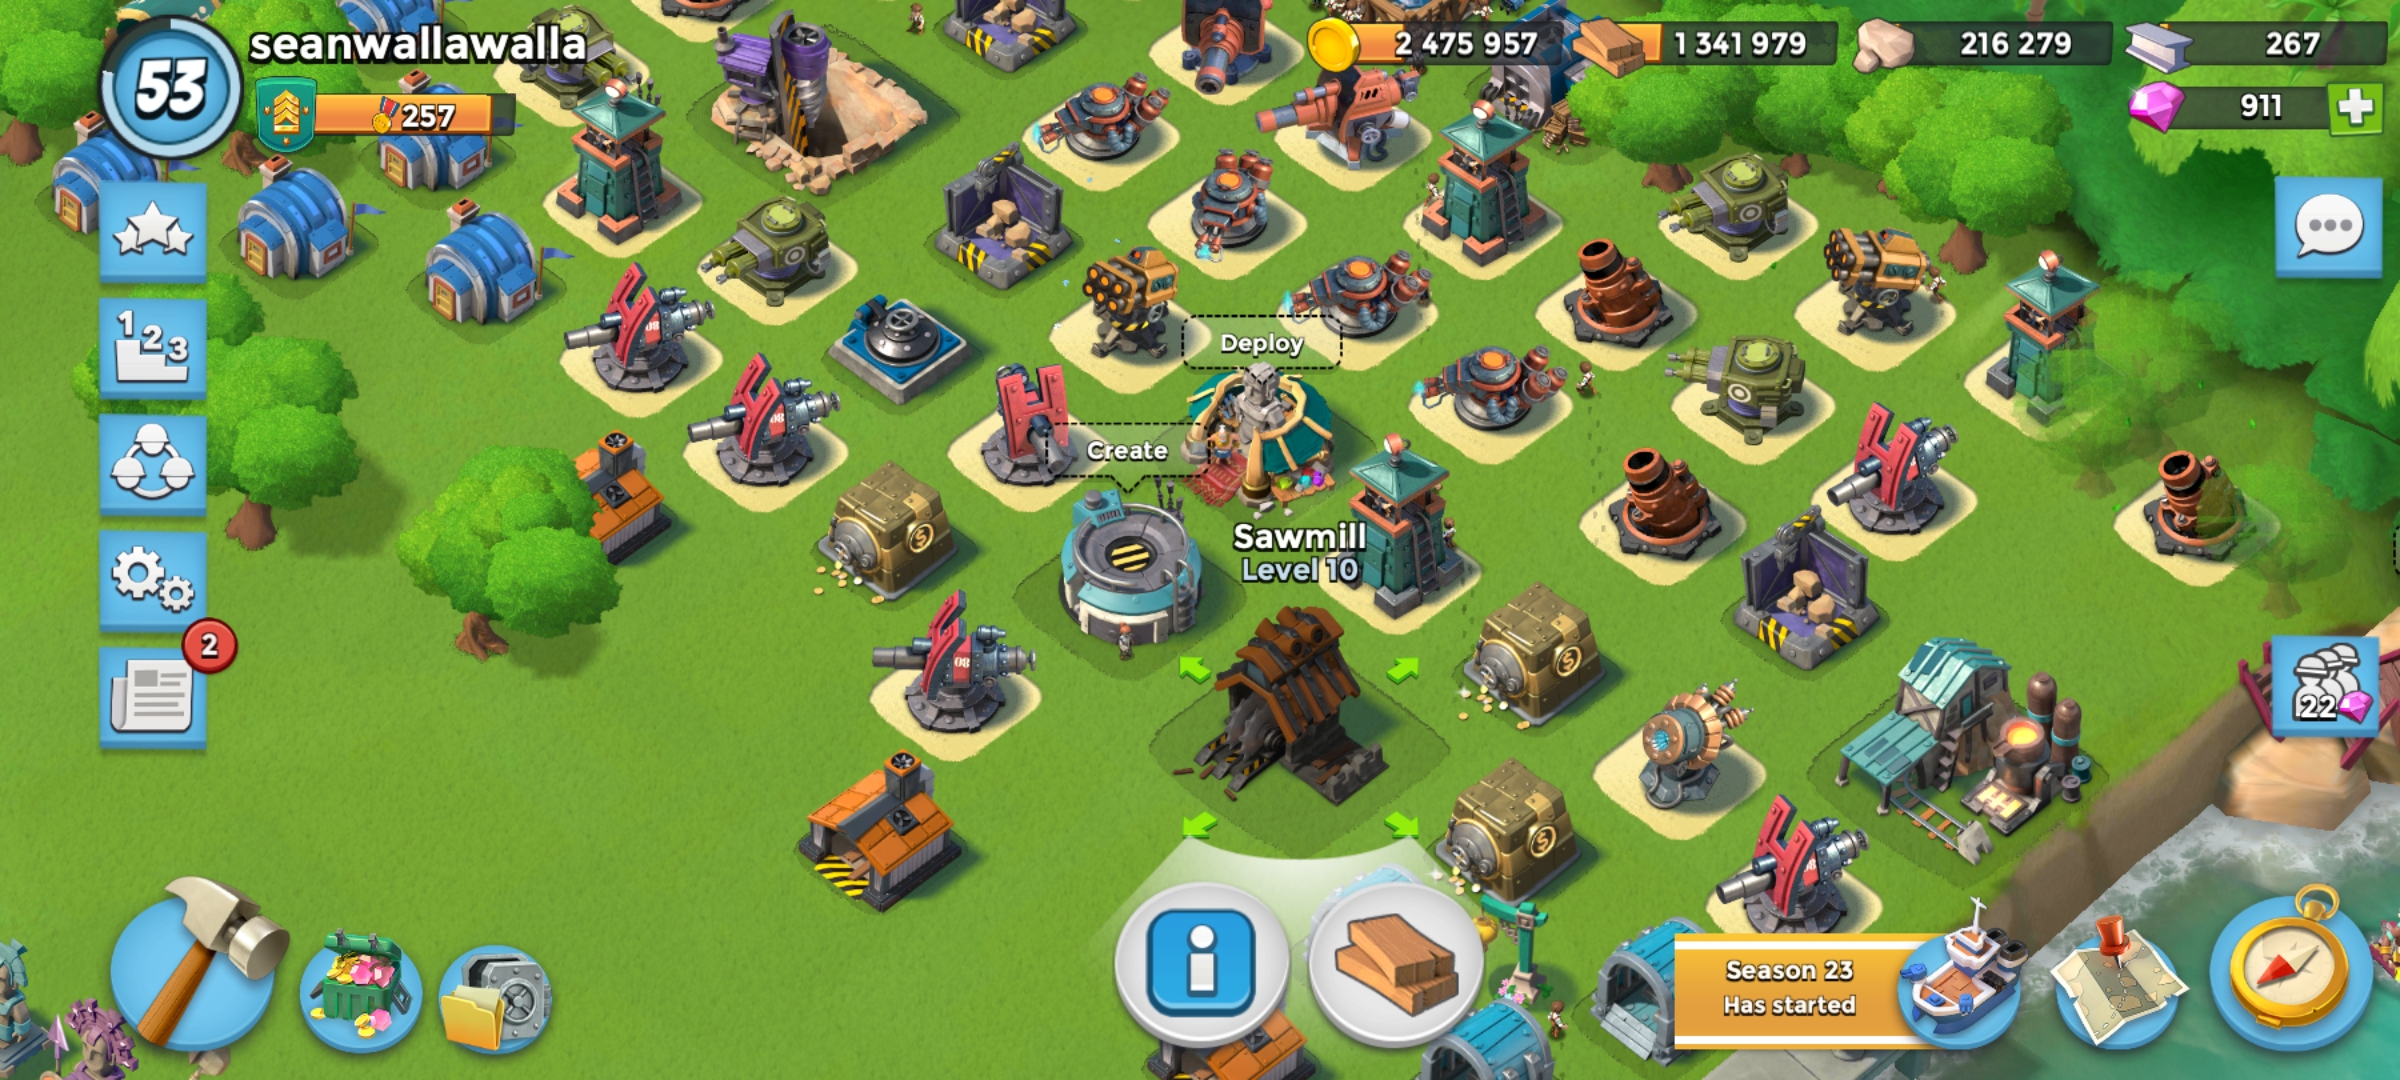 53
seanwallawalla
257
2 475 957
1 341 979
216 279
267
911
123
Deploy
Create
Sawmill
Level 10
2
22
Season 23
Has started